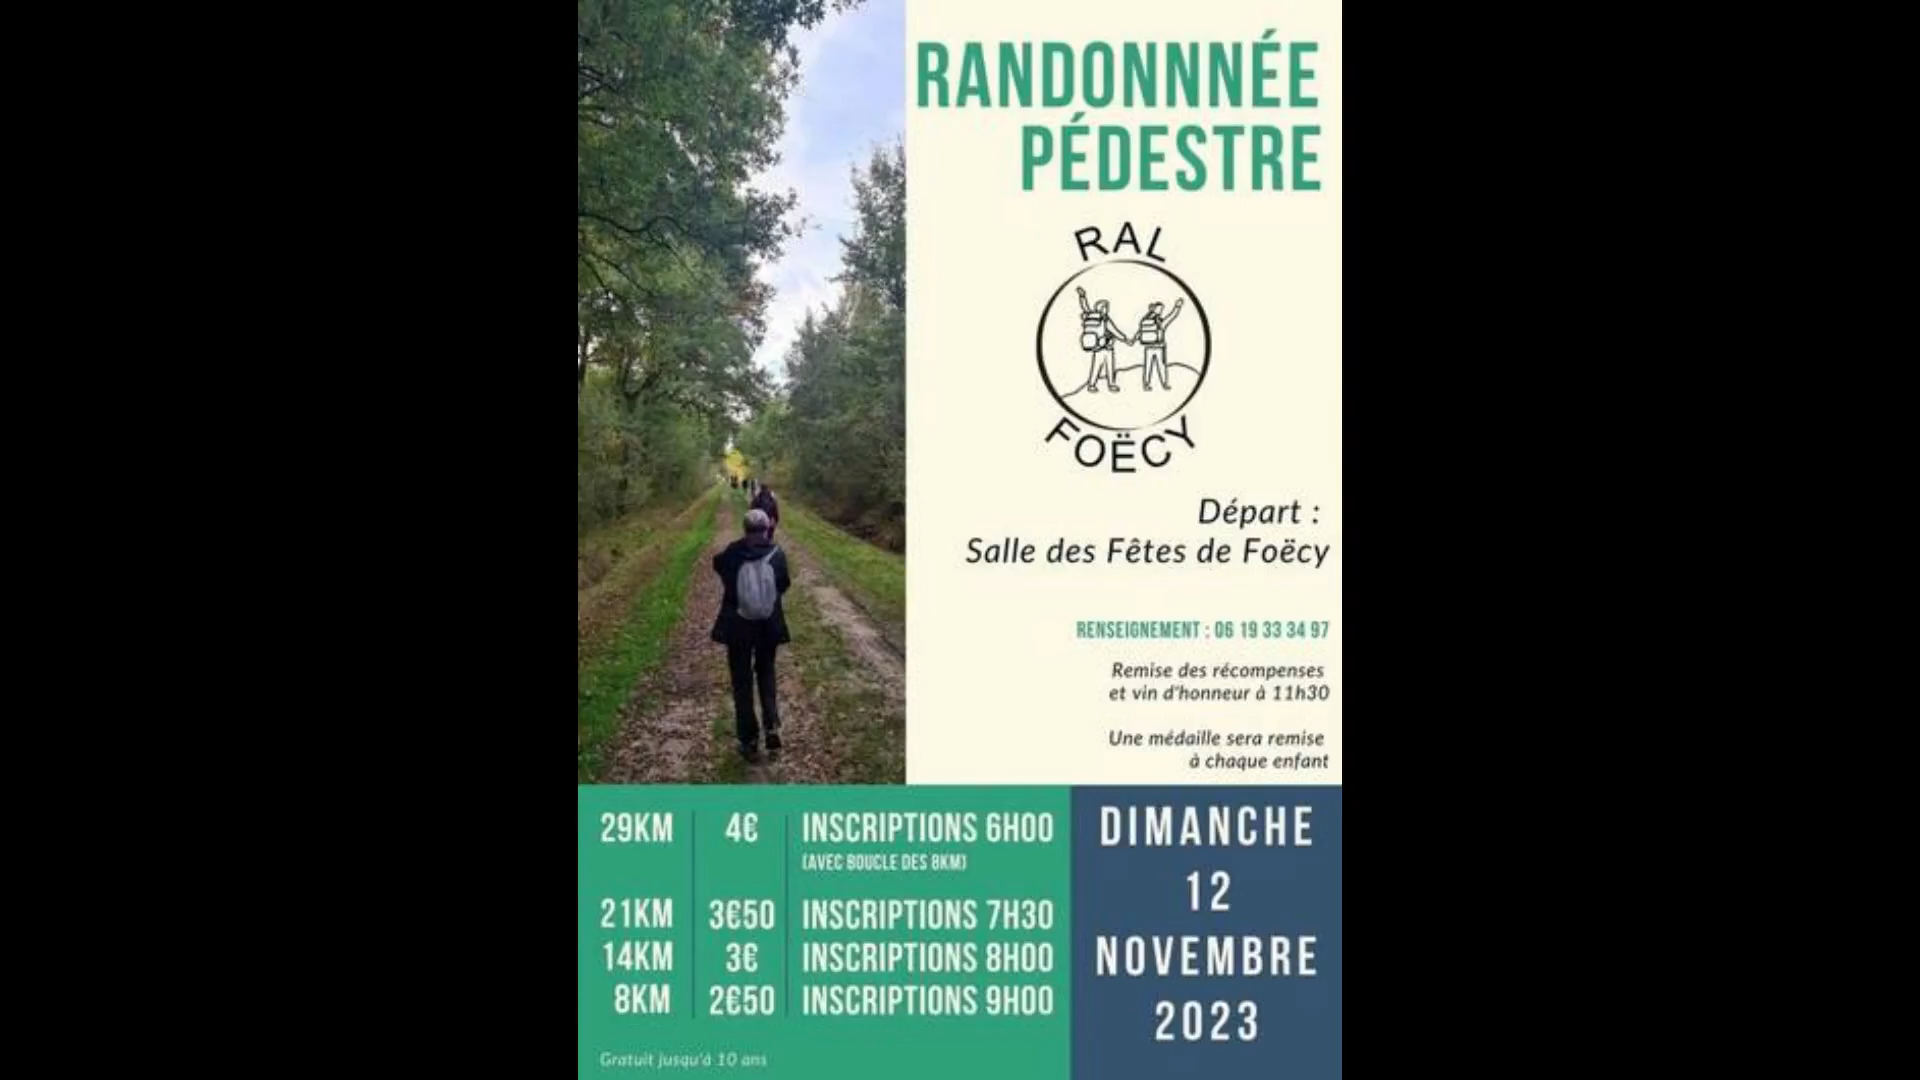 RANDONNNÉE
PÉDESTRE
RAL
FOËCY
Départ :
Salle des Fêtes de Foëcy
RENSEIGNEMENT : 06 19 33 34 97
Remise des récompenses
et vin d'honneur à 11h30
Une médaille sera remise
à chaque enfant
29KM 4€ INSCRIPTIONS 6H00
(AVEC BOUCLE DES 8KM)
21KM 3€50 INSCRIPTIONS 7H30
14KM 3€ INSCRIPTIONS 8H00
8KM 2€50 INSCRIPTIONS 9H00
Gratuit jusqu'à 10 ans
DIMANCHE
12
NOVEMBRE
2023